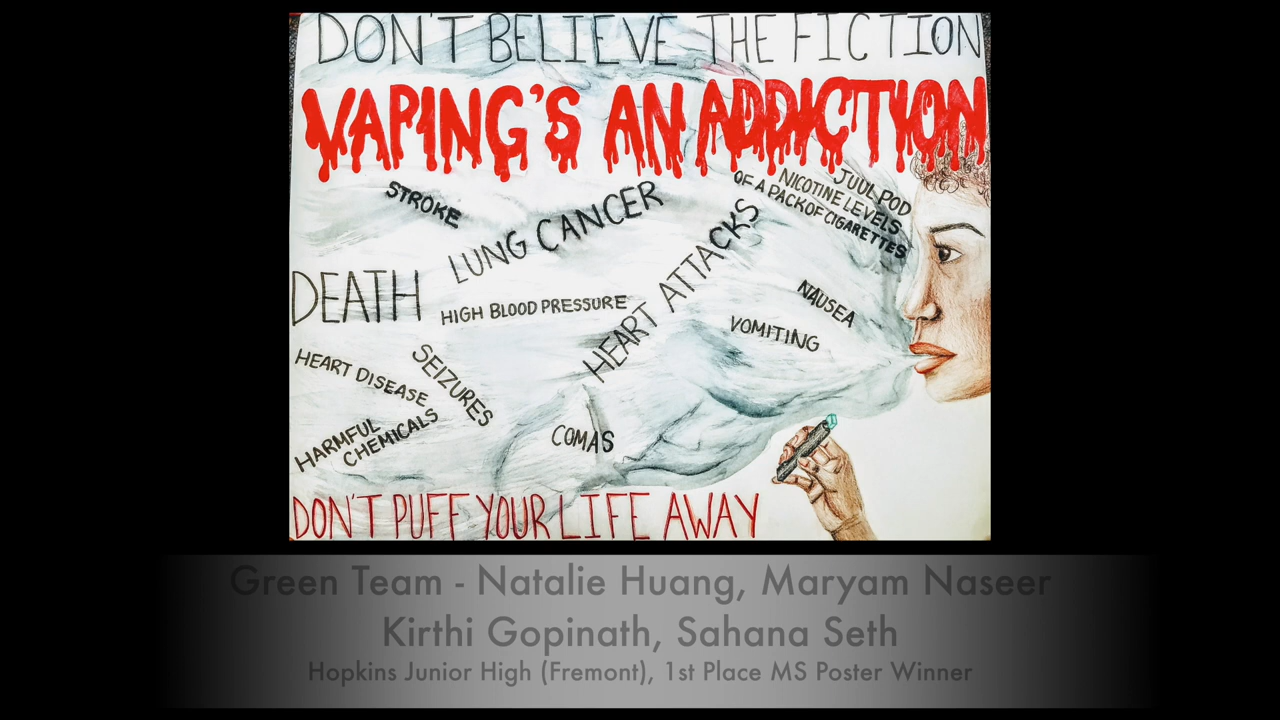 DON'T BELIEVE THE FICTION
VAPING'S AN ADDICTION
JUUL POD
NICOTINE LEVELS
OF A PACK OF CIGARETTES
STROKE
LUNG CANCER
HEART ATTACKS
DEATH
HIGH BLOOD PRESSURE
NAUSEA
VOMITING
HEART DISEASE
SEIZURES
HARMFUL
CHEMICALS
COMAS
DON'T PUFF YOUR LIFE AWAY
Green Team - Natalie Huang, Maryam Naseer
Kirthi Gopinath, Sahana Seth
Hopkins Junior High (Fremont), 1st Place MS Poster Winner